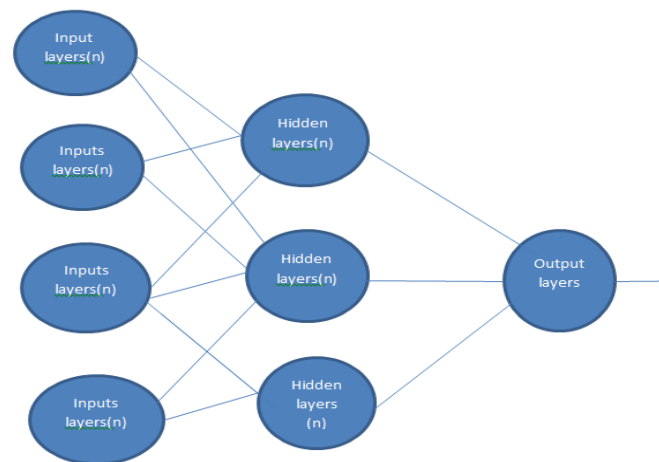 Input
layers(n)
Inputs
layers(n)
Inputs
layers(n)
Inputs
layers(n)
Hidden
layers(n)
Hidden
layers(n)
Hidden
layers
(n)
Output
layers